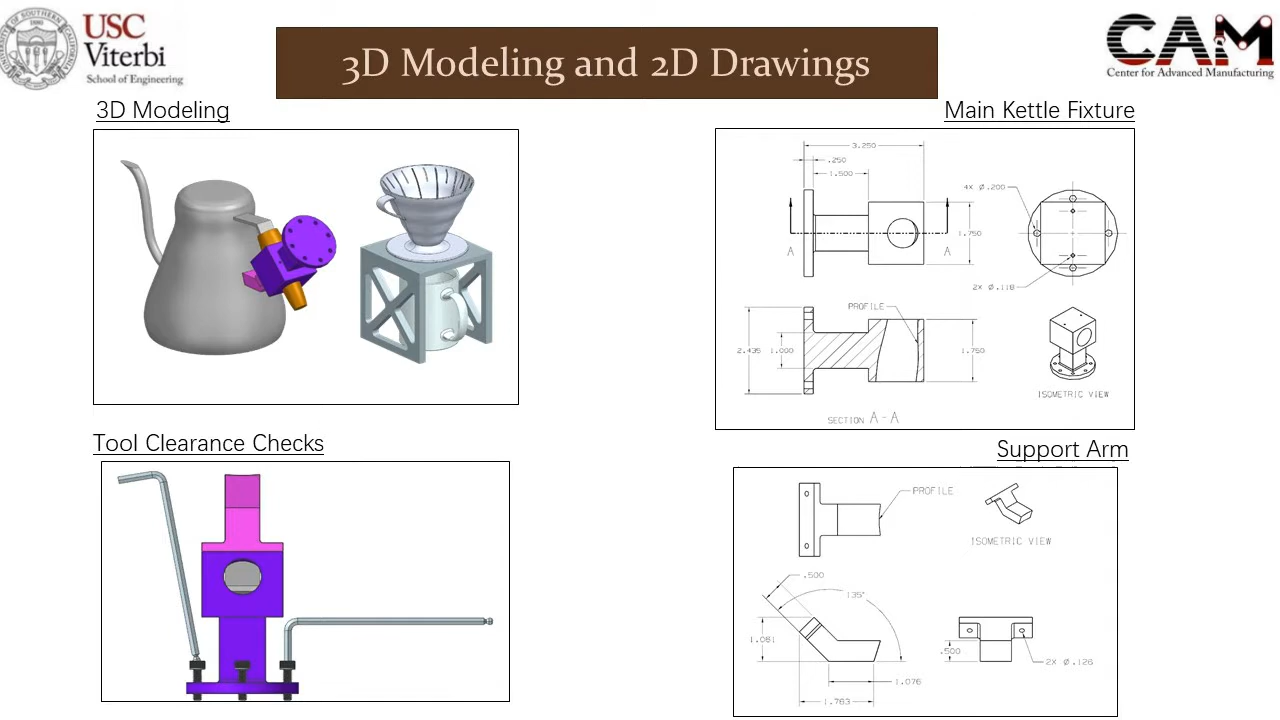 USC
Viterbi
School of Engineering
3D Modeling and 2D Drawings
CAM
Center for Advanced Manufacturing
3D Modeling
Main Kettle Fixture
3.250
.250
1.500
4X Ø.200
1.750
A
A
2X Ø.118
PROFILE
2.435
1.000
1.750
ISOMETRIC VIEW
SECTION A-A
Tool Clearance Checks
Support Arm
PROFILE
ISOMETRIC VIEW
.500
135°
1.081
.500
2X Ø.126
1.076
1.783